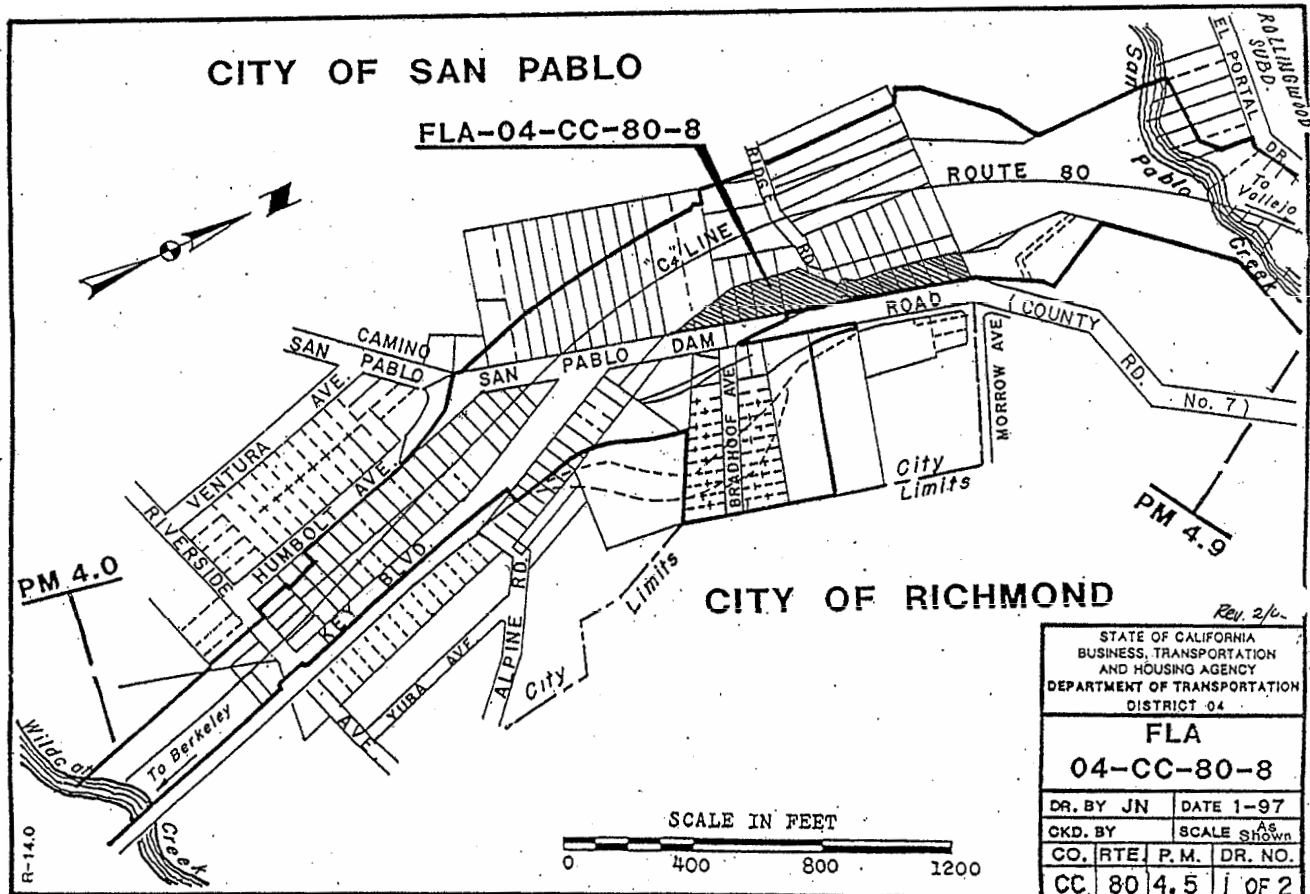 CITY OF SAN PABLO
FLA-04-CC-80-8
RIDGE
RD.
ROUTE 80
San
Pablo
Creek
EL PORTAL
DR
ROLLINGWOOD
SUBD.
To
Vallejo
"C4" LINE
CAMINO
SAN PABLO
AVE.
SAN PABLO DAM ROAD
(COUNTY
RD.
No. 7)
MORROW AVE
BRADHOOF AVE
City
Limits
PM 4.9
VENTURA
RIVERSIDE
HUMBOLT AVE.
KEY BLVD.
PM 4.0
ALPINE RD.
YUBA AVE
AVE.
City
Limits
CITY OF RICHMOND
Wildcat
Creek
To Berkeley
R-14.0
SCALE IN FEET
0 400 800 1200
STATE OF CALIFORNIA
BUSINESS, TRANSPORTATION
AND HOUSING AGENCY
DEPARTMENT OF TRANSPORTATION
DISTRICT 04
FLA
04-CC-80-8
DR. BY JN DATE 1-97
CKD. BY SCALE As Shown
CO. RTE. P.M. DR. NO.
CC 80 4.5 1 OF 2